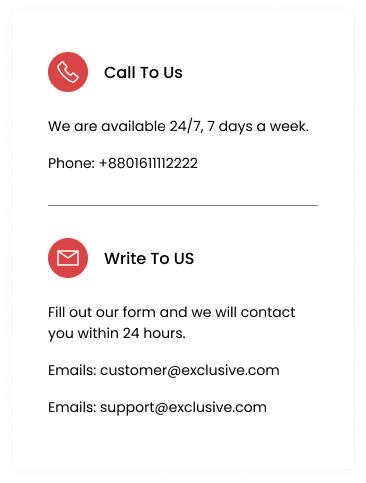 Call To Us
We are available 24/7, 7 days a week.
Phone: +8801611112222
Write To US
Fill out our form and we will contact
you within 24 hours.
Emails: customer@exclusive.com
Emails: support@exclusive.com